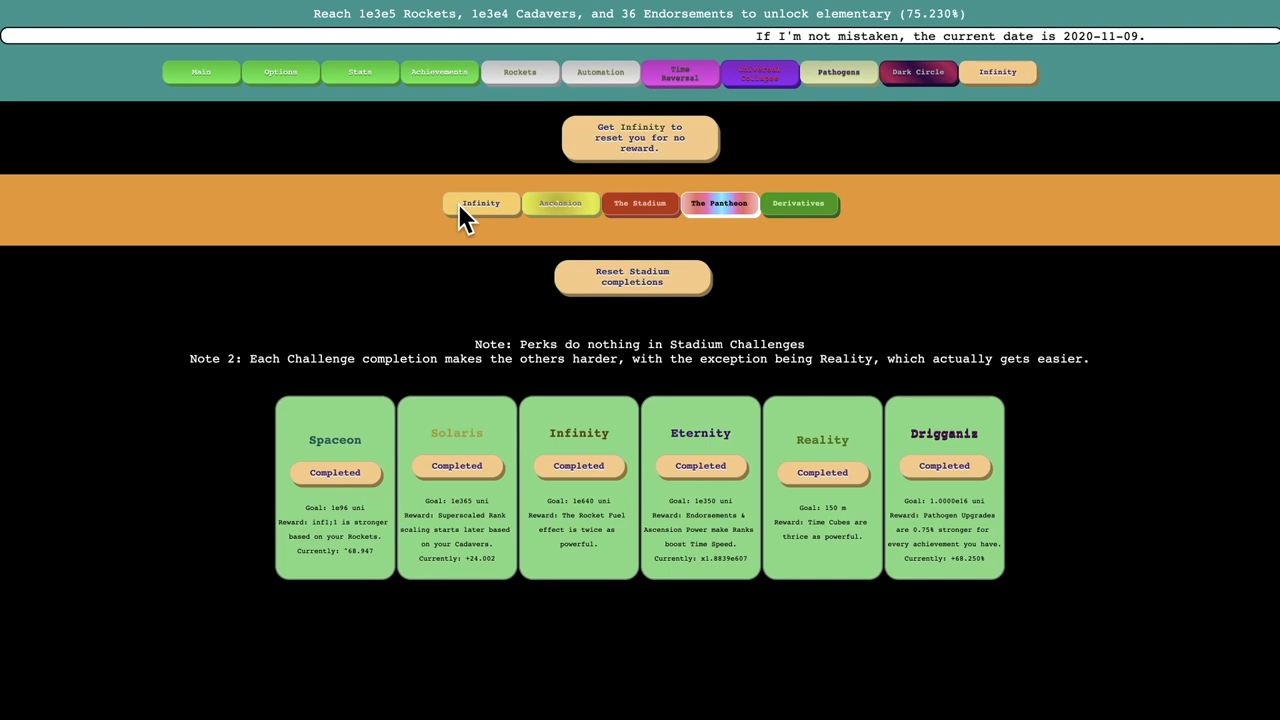 Reach 1e3e5 Rockets, 1e3e4 Cadavers, and 36 Endorsements to unlock elementary (75.230%)
If I'm not mistaken, the current date is 2020-11-09.
Main
Options
Stats
Achievements
Rockets
Automation
Time
Reversal
Universal
Collapse
Pathogens
Dark Circle
Infinity
Get Infinity to
reset you for no
reward.
Infinity
Ascension
The Stadium
The Pantheon
Derivatives
Reset Stadium
completions
Note: Perks do nothing in Stadium Challenges
Note 2: Each Challenge completion makes the others harder, with the exception being Reality, which actually gets easier.
Spaceon
Completed
Goal: 1e96 uni
Reward: inf1;1 is stronger
based on your Rockets.
Currently: ^68.947
Solaris
Completed
Goal: 1e365 uni
Reward: Superscaled Rank
scaling starts later based
on your Cadavers.
Currently: +24.002
Infinity
Completed
Goal: 1e640 uni
Reward: The Rocket Fuel
effect is twice as
powerful.
Eternity
Completed
Goal: 1e350 uni
Reward: Endorsements &
Ascension Power make Ranks
boost Time Speed.
Currently: x1.8839e607
Reality
Completed
Goal: 150 m
Reward: Time Cubes are
thrice as powerful.
Drigganiz
Completed
Goal: 1.0000e16 uni
Reward: Pathogen Upgrades
are 0.75% stronger for
every achievement you have.
Currently: +68.250%